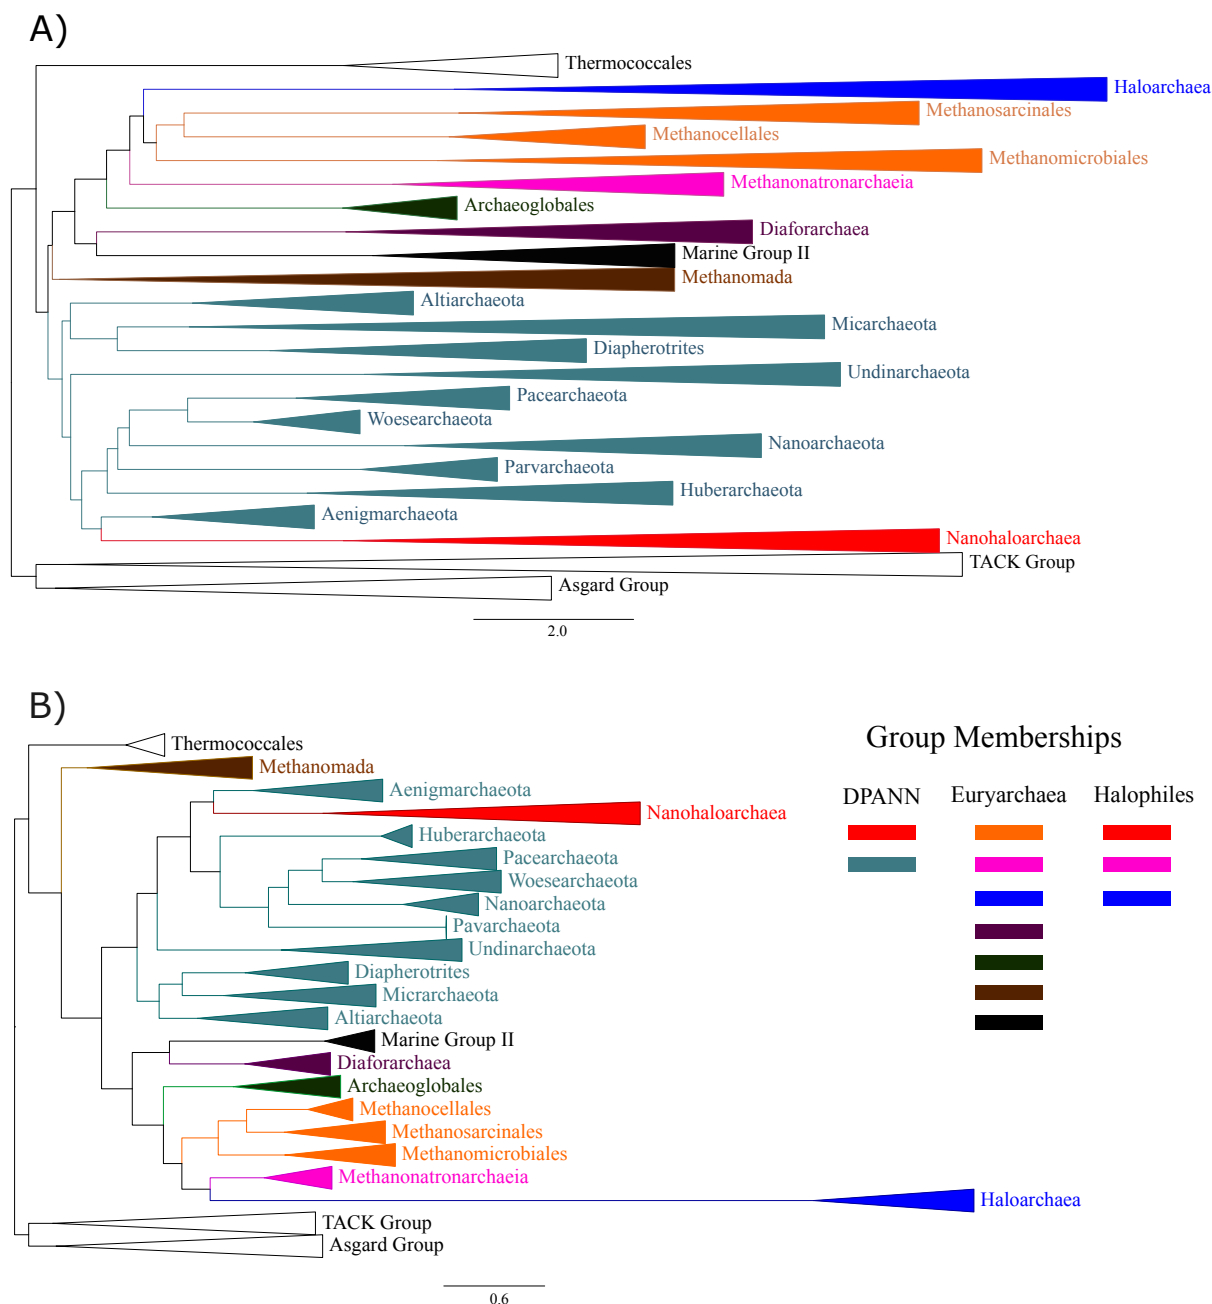 A)
Thermococcales
Haloarchaea
Methanosarcinales
Methanocellales
Methanomicrobiales
Methanonatronarchaeia
Archaeoglobales
Diaforarchaea
Marine Group II
Methanomada
Altiarchaeota
Micarchaeota
Diapherotrites
Undinarchaeota
Pacearchaeota
Woesearchaeota
Nanoarchaeota
Parvarchaeota
Huberarchaeota
Aenigmarchaeota
Nanohaloarchaea
TACK Group
Asgard Group
2.0
B)
Thermococcales
Methanomada
Aenigmarchaeota
Nanohaloarchaea
Huberarchaeota
Pacearchaeota
Woesearchaeota
Nanoarchaeota
Pavarchaeota
Undinarchaeota
Diapherotrites
Micrarchaeota
Altiarchaeota
Marine Group II
Diaforarchaea
Archaeoglobales
Methanocellales
Methanosarcinales
Methanomicrobiales
Methanonatronarchaeia
Haloarchaea
TACK Group
Asgard Group
0.6
Group Memberships
DPANN Euryarchaea Halophiles